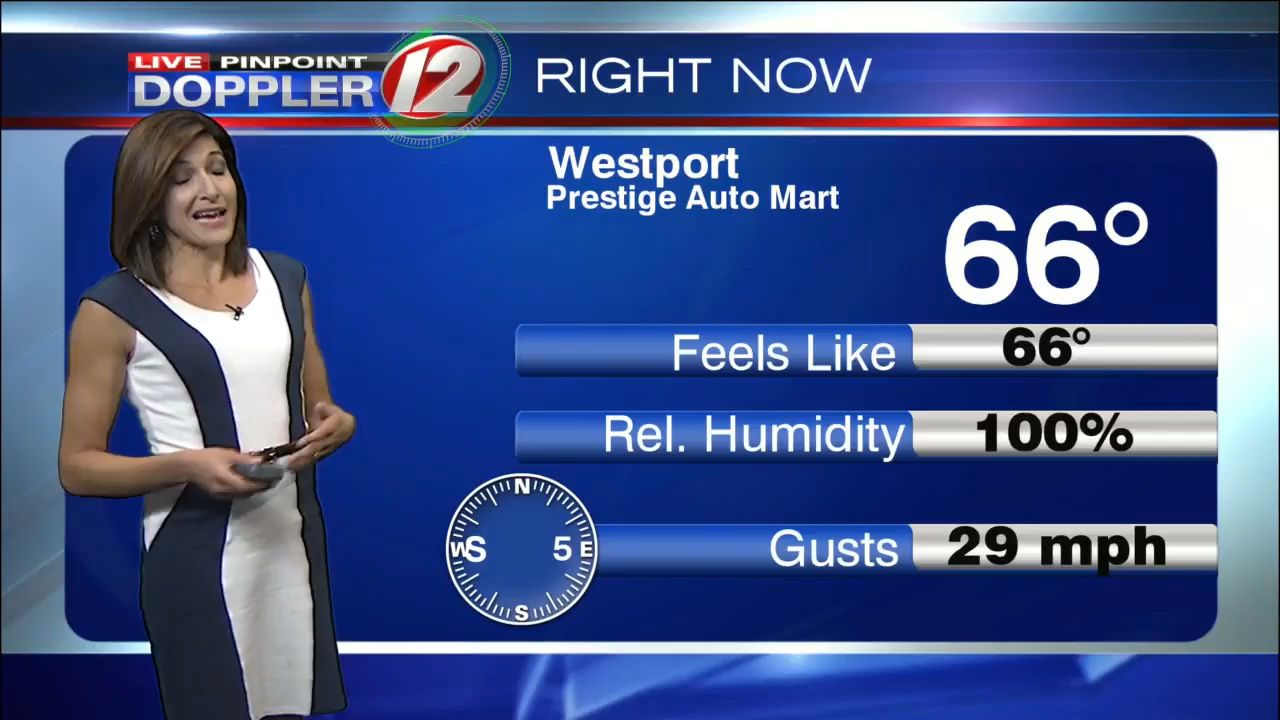 LIVE PINPOINT
DOPPLER 12
RIGHT NOW
Westport
Prestige Auto Mart
66°
Feels Like 66°
Rel. Humidity 100%
N
W S 5 E
S
Gusts 29 mph